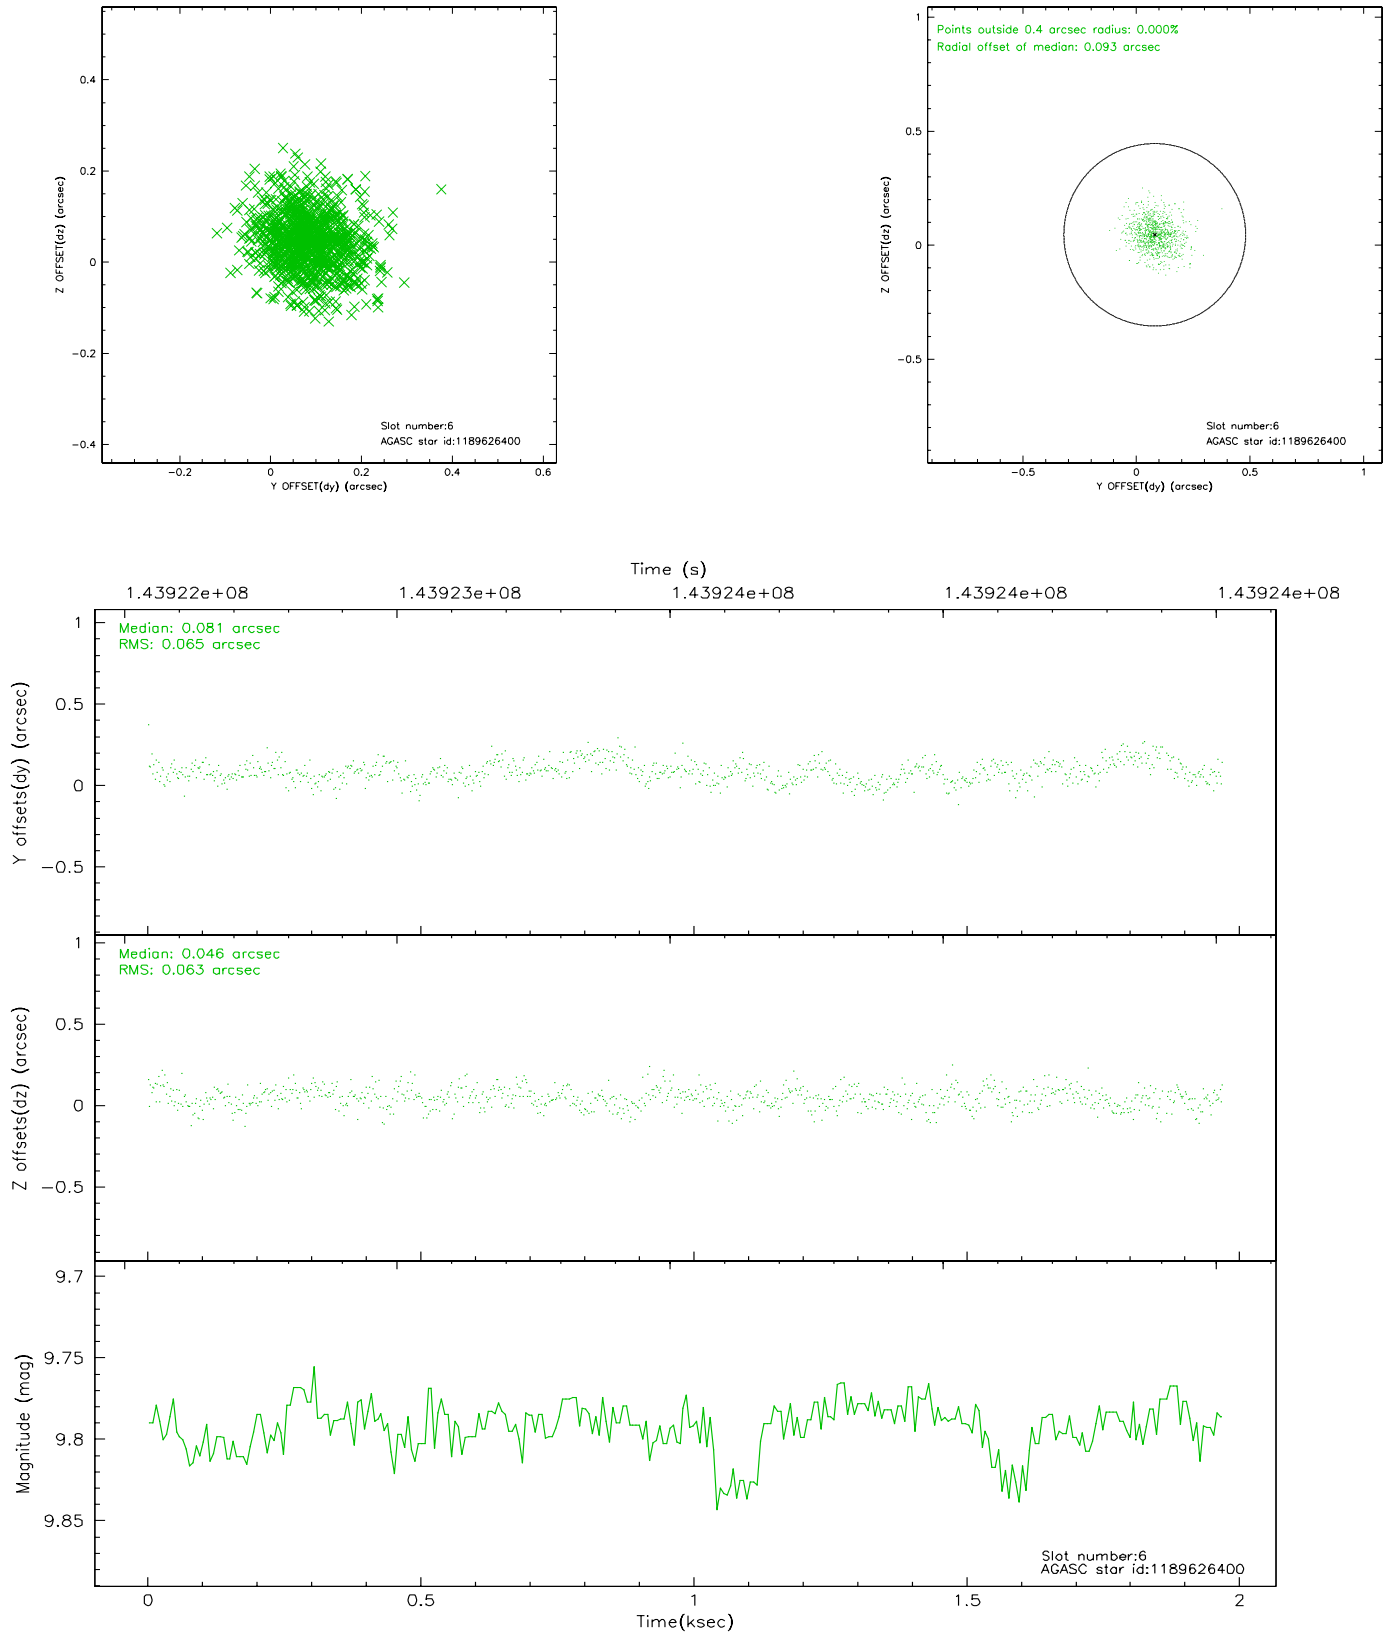 0.4
0.2
0
−0.2
−0.4
Z OFFSET(dz) (arcsec)
Slot number:6
AGASC star id:1189626400
−0.2 0 0.2 0.4 0.6
Y OFFSET(dy) (arcsec)
Points outside 0.4 arcsec radius: 0.000%
Radial offset of median: 0.093 arcsec
1
0.5
0
−0.5
Z OFFSET(dz) (arcsec)
Slot number:6
AGASC star id:1189626400
−0.5 0 0.5 1
Y OFFSET(dy) (arcsec)
Time (s)
1.43922e+08 1.43923e+08 1.43924e+08 1.43924e+08 1.43924e+08
Median: 0.081 arcsec
RMS: 0.065 arcsec
1
0.5
0
−0.5
Y offsets(dy) (arcsec)
Median: 0.046 arcsec
RMS: 0.063 arcsec
1
0.5
0
−0.5
Z offsets(dz) (arcsec)
9.7
9.75
9.8
9.85
Magnitude (mag)
Slot number:6
AGASC star id:1189626400
0 0.5 1 1.5 2
Time(ksec)